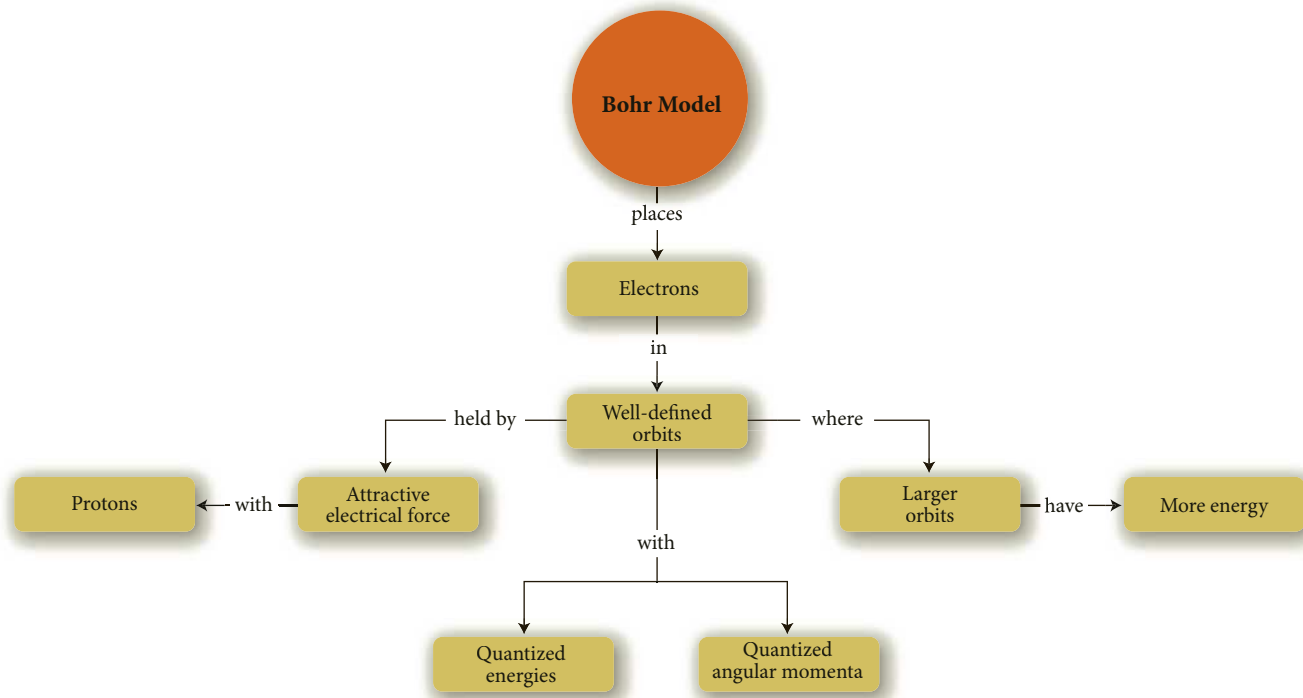 Bohr Model
places
Electrons
in
Well-defined
orbits
held by
where
Protons
with
Attractive
electrical force
Larger
orbits
have
More energy
with
Quantized
energies
Quantized
angular momenta